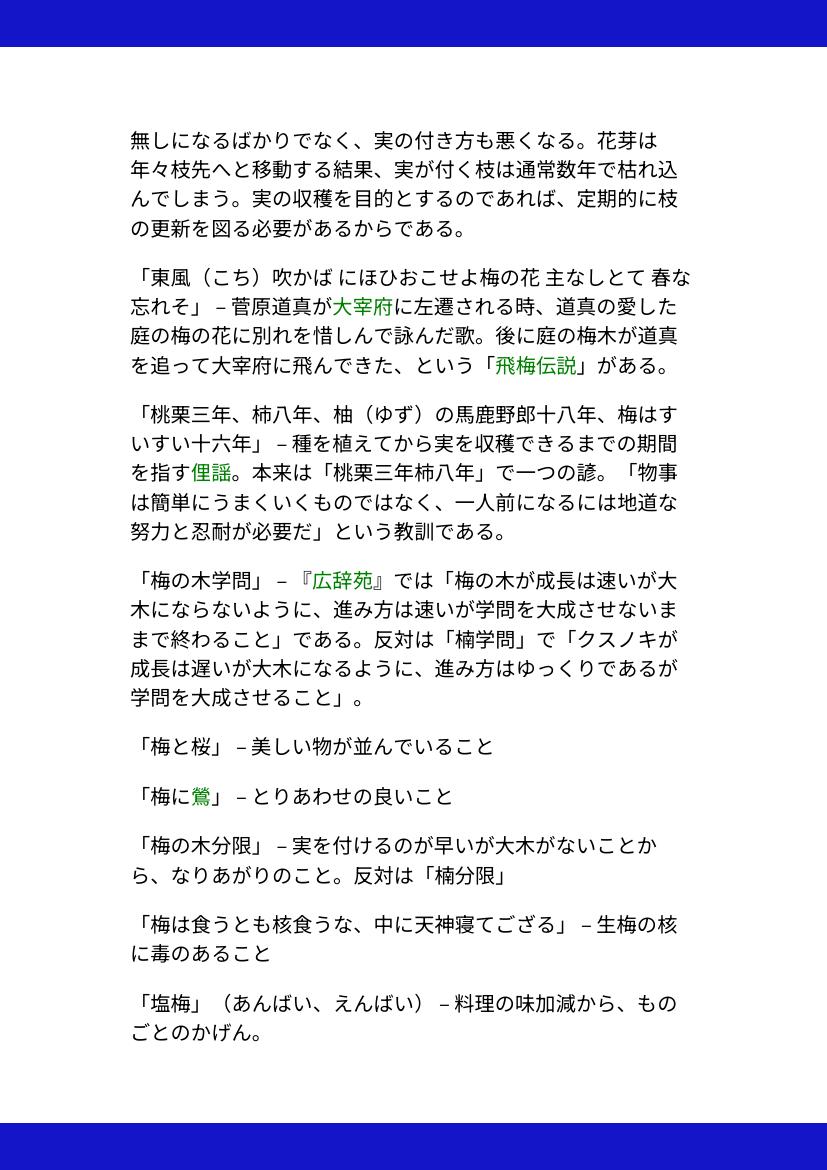 無しになるばかりでなく、実の付き方も悪くなる。花芽は
年々枝先へと移動する結果、実が付く枝は通常数年で枯れ込
んでしまう。実の収穫を目的とするのであれば、定期的に枝
の更新を図る必要があるからである。
「東風（こち）吹かば にほひおこせよ梅の花 主なしとて 春な
忘れそ」 – 菅原道真が大宰府に左遷される時、道真の愛した
庭の梅の花に別れを惜しんで詠んだ歌。後に庭の梅木が道真
を追って大宰府に飛んできた、という「飛梅伝説」がある。
「桃栗三年、柿八年、柚（ゆず）の馬鹿野郎十八年、梅はす
いすい十六年」 – 種を植えてから実を収穫できるまでの期間
を指す俚謡。本来は「桃栗三年柿八年」で一つの諺。「物事
は簡単にうまくいくものではなく、一人前になるには地道な
努力と忍耐が必要だ」という教訓である。
「梅の木学問」 – 『広辞苑』では「梅の木が成長は速いが大
木にならないように、進み方は速いが学問を大成させないま
まで終わること」である。反対は「楠学問」で「クスノキが
成長は遅いが大木になるように、進み方はゆっくりであるが
学問を大成させること」。
「梅と桜」 – 美しい物が並んでいること
「梅に鶯」 – とりあわせの良いこと
「梅の木分限」 – 実を付けるのが早いが大木がないことか
ら、なりあがりのこと。反対は「楠分限」
「梅は食うとも核食うな、中に天神寝てござる」 – 生梅の核
に毒のあること
「塩梅」（あんばい、えんばい） – 料理の味加減から、もの
ごとのかげん。